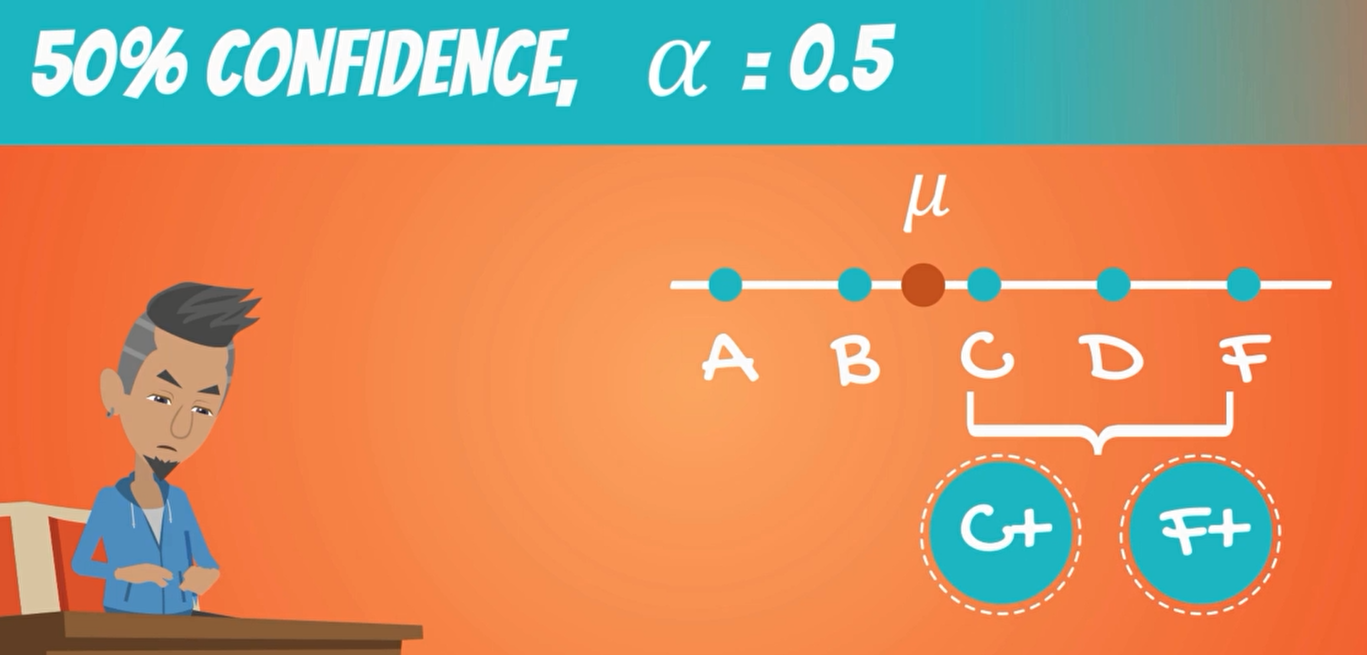 50% CONFIDENCE, α = 0.5
μ
A B C D F
C+ F+